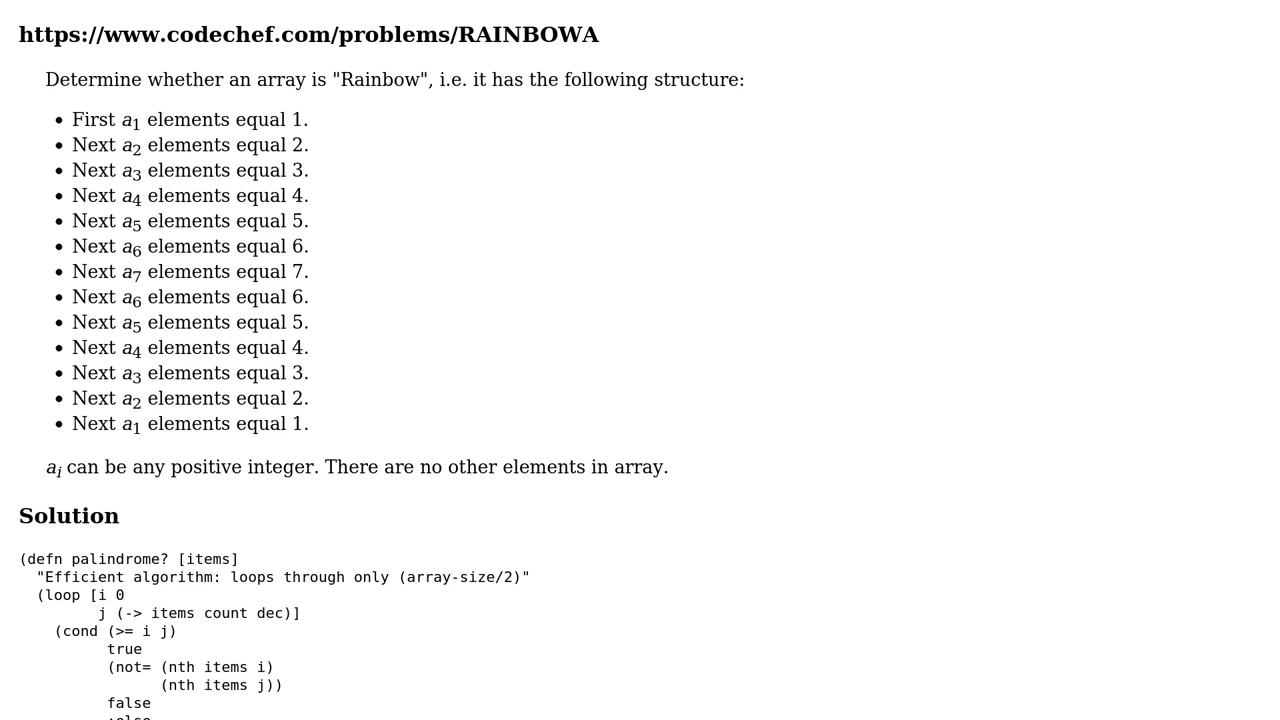 https://www.codechef.com/problems/RAINBOWA
Determine whether an array is "Rainbow", i.e. it has the following structure:
• First a1 elements equal 1.
• Next a2 elements equal 2.
• Next a3 elements equal 3.
• Next a4 elements equal 4.
• Next a5 elements equal 5.
• Next a6 elements equal 6.
• Next a7 elements equal 7.
• Next a6 elements equal 6.
• Next a5 elements equal 5.
• Next a4 elements equal 4.
• Next a3 elements equal 3.
• Next a2 elements equal 2.
• Next a1 elements equal 1.
ai can be any positive integer. There are no other elements in array.
Solution
(defn palindrome? [items]
  "Efficient algorithm: loops through only (array-size/2)"
  (loop [i 0
         j (-> items count dec)]
    (cond (>= i j)
          true
          (not= (nth items i)
                (nth items j))
          false